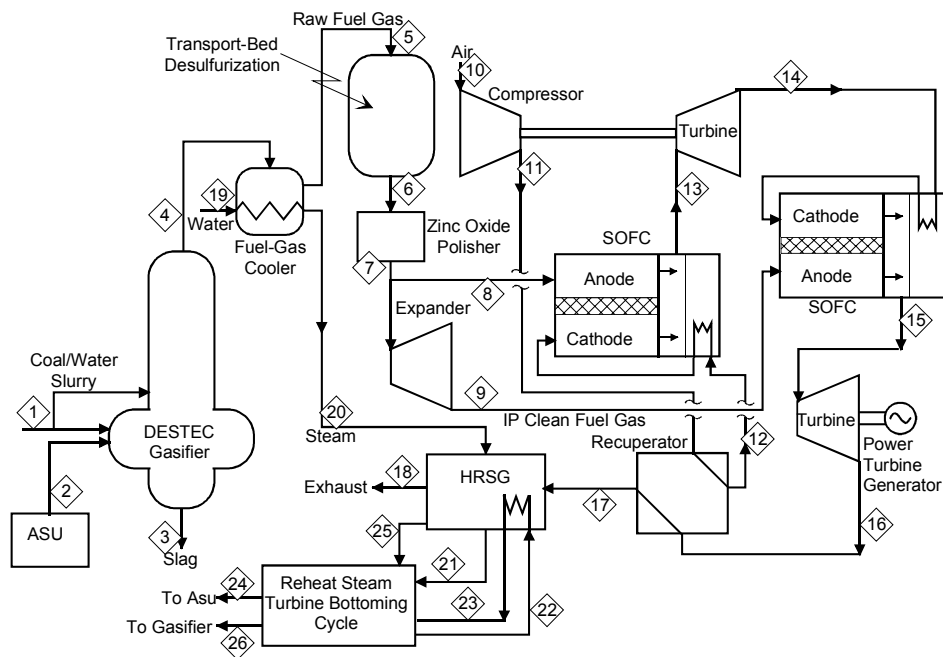 Raw Fuel Gas
5
Transport-Bed
Desulfurization
Air
10
Compressor
14
Turbine
4
19
Water
Fuel-Gas
Cooler
6
11
13
Zinc Oxide
Polisher
7
SOFC
Cathode
Anode
SOFC
8
Anode
Cathode
Expander
15
Coal/Water
Slurry
1
20
Steam
9
IP Clean Fuel Gas
12
Turbine
Power
Turbine
Generator
DESTEC
Gasifier
Recuperator
2
18
Exhaust
HRSG
17
16
ASU
3
Slag
25
21
24
To Asu
Reheat Steam
Turbine Bottoming
Cycle
23
22
To Gasifier
26